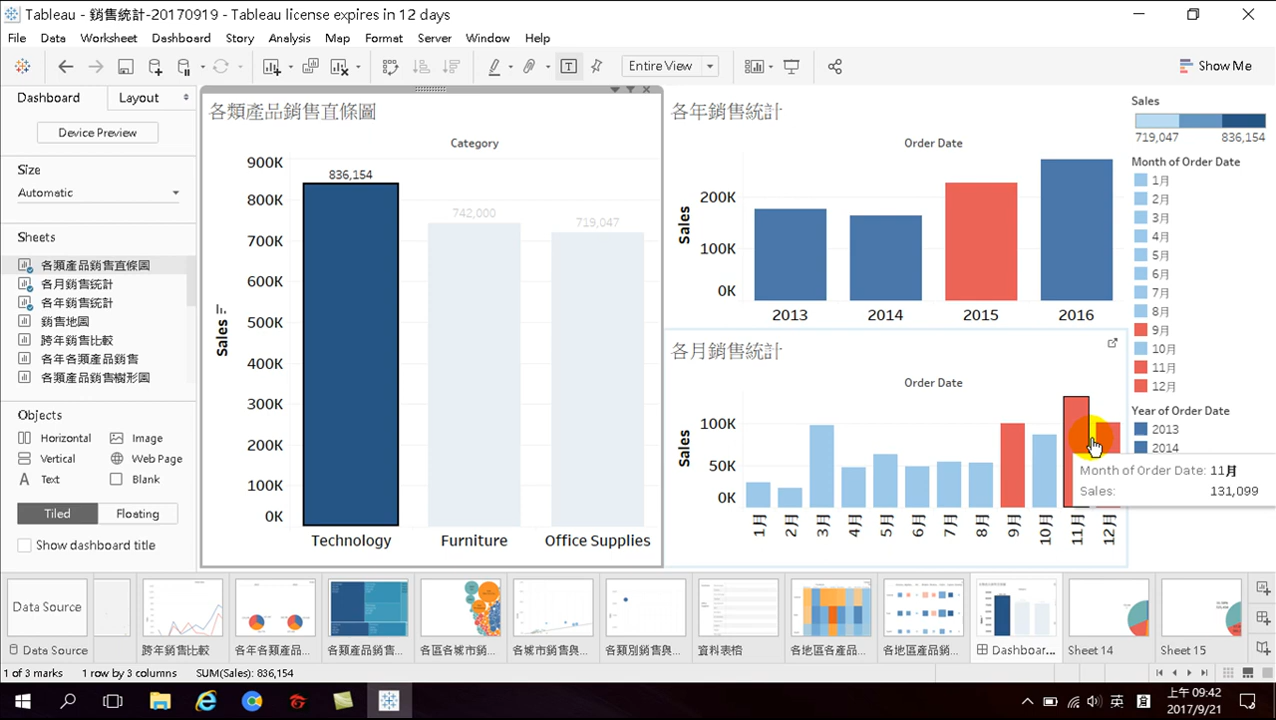 Tableau - 銷售統計-20170919 - Tableau license expires in 12 days
File Data Worksheet Dashboard Story Analysis Map Format Server Window Help
Entire View
Show Me
Dashboard Layout
Device Preview
Size
Automatic
Sheets
各類產品銷售直條圖
各月銷售統計
各年銷售統計
銷售地圖
跨年銷售比較
各年各類產品銷售
各類產品銷售樹形圖
Objects
Horizontal Image
Vertical Web Page
Text Blank
Tiled Floating
Show dashboard title
各類產品銷售直條圖
Category
900K
800K
700K
600K
500K
400K
300K
200K
100K
0K
Sales
836,154
742,000
719,047
Technology Furniture Office Supplies
各年銷售統計
Order Date
Sales
200K
100K
0K
2013 2014 2015 2016
各月銷售統計
Order Date
Sales
100K
50K
0K
1月 2月 3月 4月 5月 6月 7月 8月 9月 10月 11月 12月
Month of Order Date: 11月
Sales: 131,099
Sales
719,047 836,154
Month of Order Date
1月
2月
3月
4月
5月
6月
7月
8月
9月
10月
11月
12月
Year of Order Date
2013
2014
Data Source
Data Source 跨年銷售比較 各年各類產品... 各類產品銷售... 各區各城市銷... 各城市銷售與... 各類別銷售與... 資料表格 各地區各產品... 各地區產品銷... Dashboar... Sheet 14 Sheet 15
1 of 3 marks 1 row by 3 columns SUM(Sales): 836,154
英
上午 09:42
2017/9/21